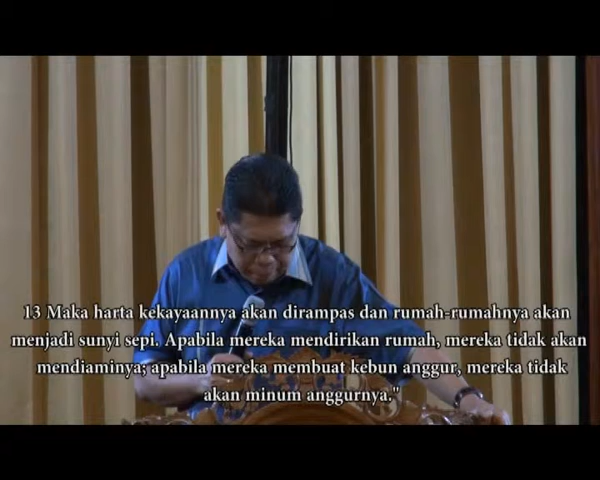 13 Maka harta kekayaannya akan dirampas dan rumah-rumahnya akan
menjadi sunyi sepi. Apabila mereka mendirikan rumah, mereka tidak akan
mendiaminya; apabila mereka membuat kebun anggur, mereka tidak
akan minum anggurnya."